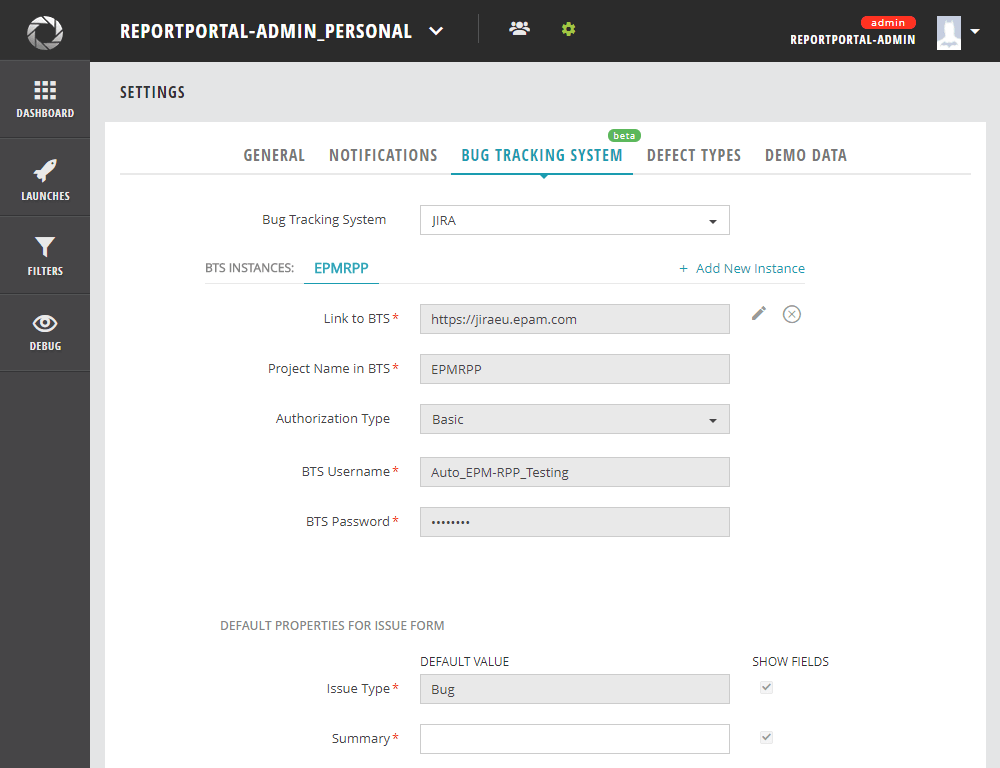 REPORTPORTAL-ADMIN_PERSONAL
admin
REPORTPORTAL-ADMIN
DASHBOARD
LAUNCHES
FILTERS
DEBUG
SETTINGS
beta
GENERAL NOTIFICATIONS BUG TRACKING SYSTEM DEFECT TYPES DEMO DATA
Bug Tracking System JIRA
BTS INSTANCES: EPMRPP + Add New Instance
Link to BTS* https://jiraeu.epam.com
Project Name in BTS* EPMRPP
Authorization Type Basic
BTS Username* Auto_EPM-RPP_Testing
BTS Password* ••••••••
DEFAULT PROPERTIES FOR ISSUE FORM
DEFAULT VALUE SHOW FIELDS
Issue Type* Bug
Summary*